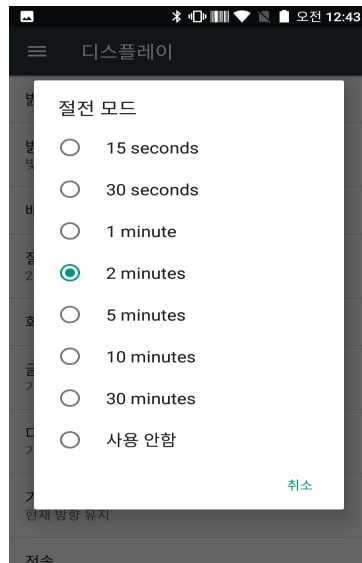 오전 12:43
디스플레이
절전 모드
15 seconds
30 seconds
1 minute
2 minutes
5 minutes
10 minutes
30 minutes
사용 안함
취소
현재 방향 유지
전송